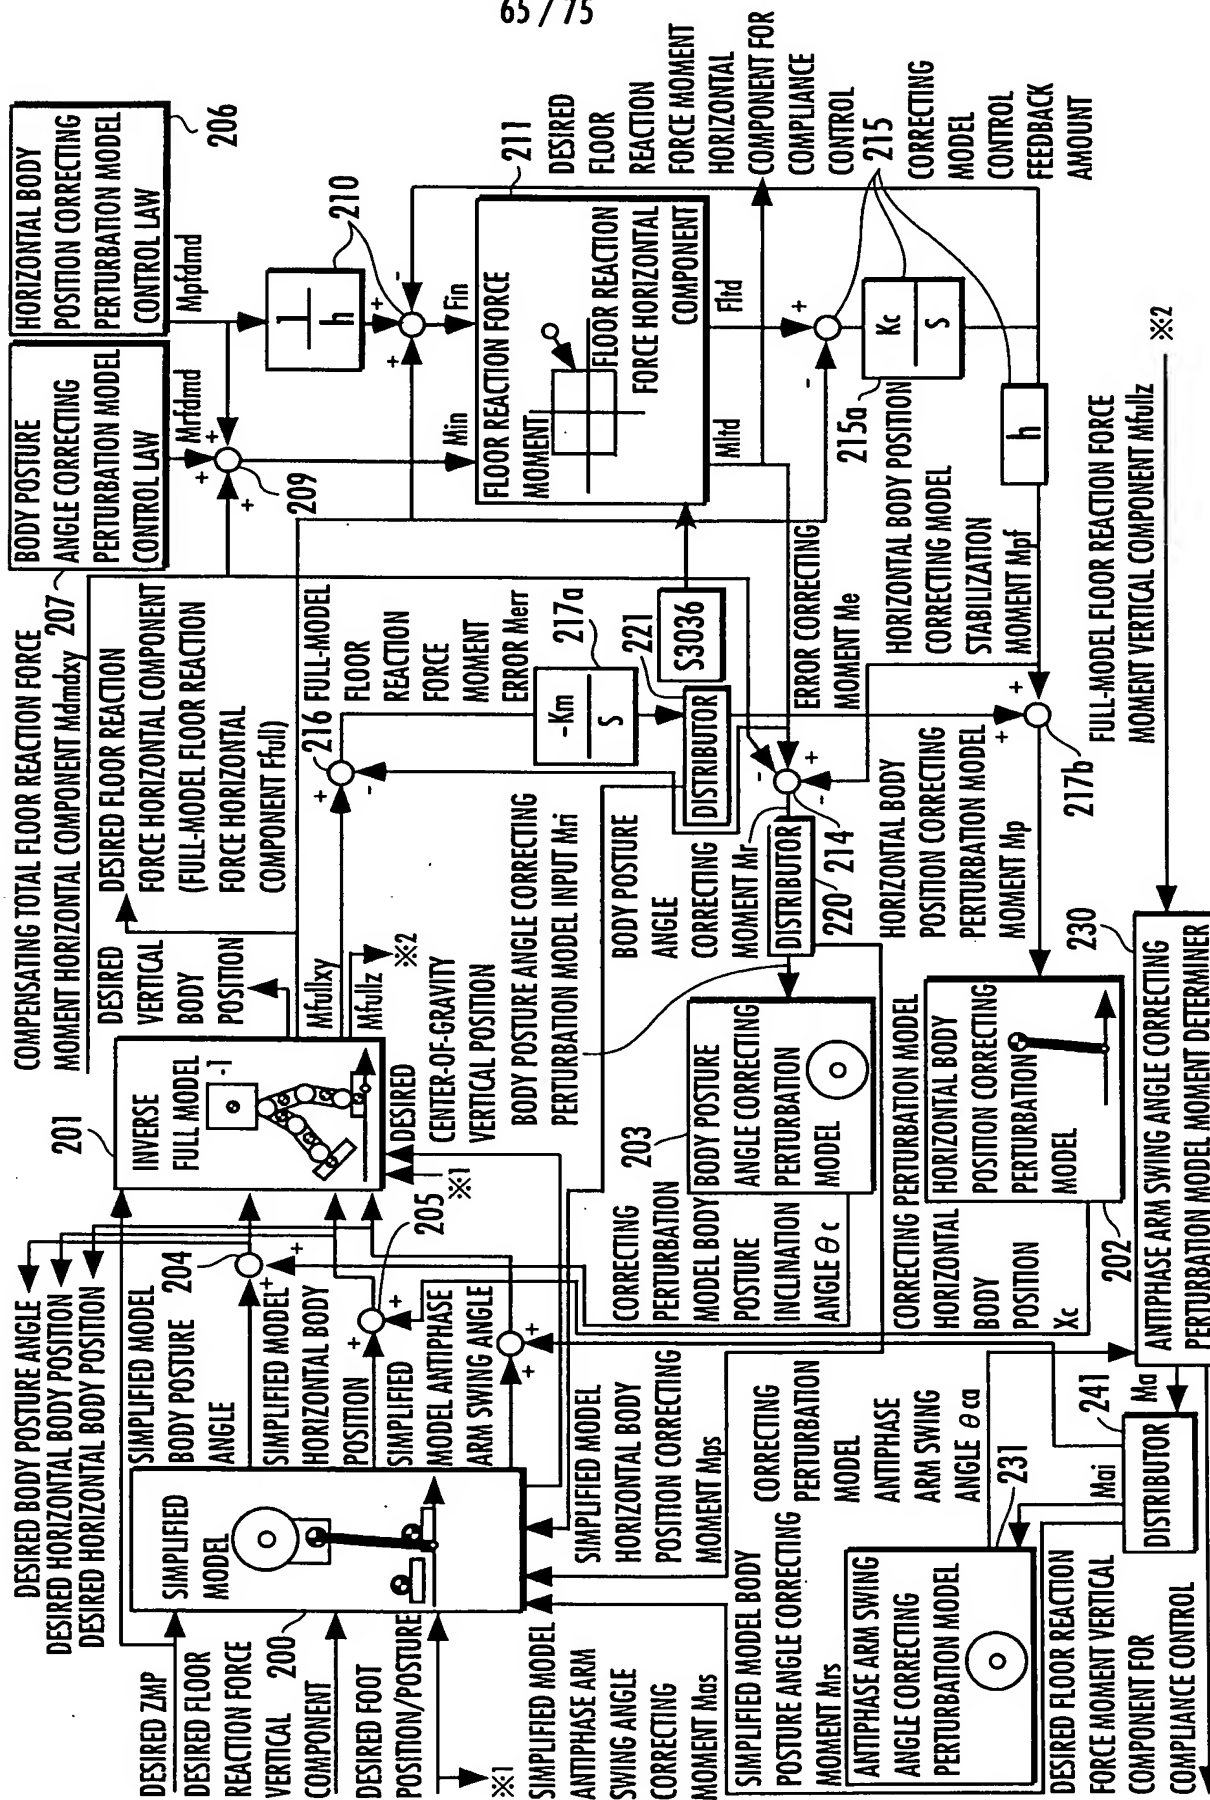 65/75
HORIZONTAL BODY
POSITION CORRECTING
PERTURBATION MODEL
CONTROL LAW
206
BODY POSTURE
ANGLE CORRECTING
PERTURBATION MODEL
CONTROL LAW
207
Mpfdmd
Mrfdmd
1
h
210
209
+
+
+
+
+
+
-
Fin
Min
211
FLOOR REACTION FORCE
MOMENT
FLOOR REACTION
FORCE HORIZONTAL
COMPONENT
Fltd
Mltd
DESIRED
FLOOR
REACTION
FORCE MOMENT
HORIZONTAL
COMPONENT FOR
COMPLIANCE
CONTROL
215
CORRECTING
MODEL
CONTROL
FEEDBACK
AMOUNT
+
-
Kc
S
215a
h
COMPENSATING TOTAL FLOOR REACTION FORCE
MOMENT HORIZONTAL COMPONENT Mdmdxy
DESIRED FLOOR REACTION
FORCE HORIZONTAL COMPONENT
(FULL-MODEL FLOOR REACTION
FORCE HORIZONTAL
COMPONENT Ffull)
DESIRED
VERTICAL
BODY
POSITION
Mfullxy
Mfullz
※2
216
+
-
FULL-MODEL
FLOOR
REACTION
FORCE
MOMENT
ERROR Merr
217a
-Km
S
221
DISTRIBUTOR
S3036
ERROR CORRECTING
MOMENT Me
HORIZONTAL BODY POSITION
CORRECTING MODEL
STABILIZATION
MOMENT Mpf
FULL-MODEL FLOOR REACTION FORCE
MOMENT VERTICAL COMPONENT Mfullz
※2
-
+
-
214
+
+
217b
BODY POSTURE
ANGLE
CORRECTING
MOMENT Mr
DISTRIBUTOR
220
HORIZONTAL BODY
POSITION CORRECTING
PERTURBATION MODEL
MOMENT Mp
201
INVERSE
FULL MODEL
-1
DESIRED
CENTER-OF-GRAVITY
VERTICAL POSITION
※1
BODY POSTURE ANGLE CORRECTING
PERTURBATION MODEL INPUT Mri
203
BODY POSTURE
ANGLE CORRECTING
PERTURBATION
MODEL
HORIZONTAL BODY
POSITION CORRECTING
PERTURBATION
MODEL
202
230
ANTIPHASE ARM SWING ANGLE CORRECTING
PERTURBATION MODEL MOMENT DETERMINER
DESIRED BODY POSTURE ANGLE
DESIRED HORIZONTAL BODY POSITION
DESIRED HORIZONTAL BODY POSITION
204
+
+
205
+
+
+
+
SIMPLIFIED MODEL
BODY POSTURE
ANGLE
SIMPLIFIED MODEL
HORIZONTAL BODY
POSITION
SIMPLIFIED
MODEL ANTIPHASE
ARM SWING ANGLE
CORRECTING
PERTURBATION
MODEL BODY
POSTURE
INCLINATION
ANGLE θc
CORRECTING PERTURBATION MODEL
HORIZONTAL
BODY
POSITION
Xc
SIMPLIFIED
MODEL
200
DESIRED ZMP
DESIRED FLOOR
REACTION FORCE
VERTICAL
COMPONENT
DESIRED FOOT
POSITION/POSTURE
※1
SIMPLIFIED MODEL
HORIZONTAL BODY
POSITION CORRECTING
MOMENT Mps
CORRECTING
PERTURBATION
MODEL
ANTIPHASE
ARM SWING
ANGLE θca
SIMPLIFIED MODEL
ANTIPHASE ARM
SWING ANGLE
CORRECTING
MOMENT Mas
SIMPLIFIED MODEL BODY
POSTURE ANGLE CORRECTING
MOMENT Mrs
231
ANTIPHASE ARM SWING
ANGLE CORRECTING
PERTURBATION MODEL
Mai
Ma
241
DISTRIBUTOR
DESIRED FLOOR REACTION
FORCE MOMENT VERTICAL
COMPONENT FOR
COMPLIANCE CONTROL